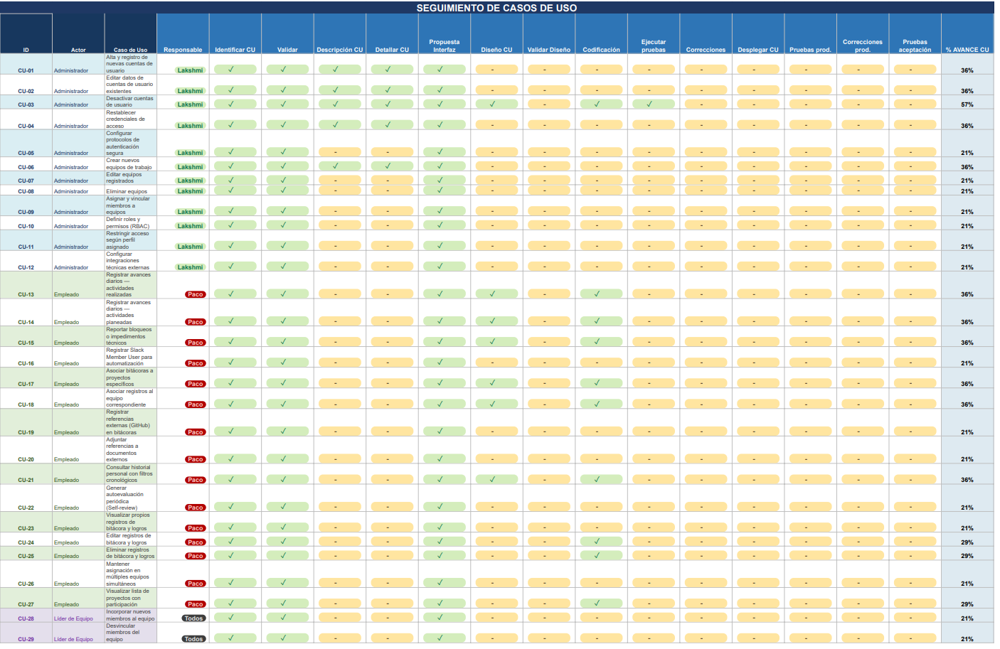 SEGUIMIENTO DE CASOS DE USO
ID Actor Caso de Uso Responsable Identificar CU Validar Descripción CU Detallar CU Propuesta Interfaz Diseño CU Validar Diseño Codificación Ejecutar pruebas Correcciones Desplegar CU Pruebas prod. Correcciones prod. Pruebas aceptación % AVANCE CU
CU-01 Administrador Alta y registro de nuevas cuentas de usuario Lakshmi ✓ ✓ ✓ ✓ ✓ - - - - - - - - - 36%
CU-02 Administrador Editar datos de cuentas de usuario existentes Lakshmi ✓ ✓ ✓ ✓ ✓ - - - - - - - - - 36%
CU-03 Administrador Desactivar cuentas de usuario Lakshmi ✓ ✓ ✓ ✓ ✓ ✓ - ✓ ✓ - - - - - 57%
CU-04 Administrador Restablecer credenciales de acceso Lakshmi ✓ ✓ ✓ ✓ ✓ - - - - - - - - - 36%
CU-05 Administrador Configurar protocolos de autenticación segura Lakshmi ✓ ✓ - - ✓ - - - - - - - - - 21%
CU-06 Administrador Crear nuevos equipos de trabajo Lakshmi ✓ ✓ ✓ ✓ ✓ - - - - - - - - - 36%
CU-07 Administrador Editar equipos registrados Lakshmi ✓ ✓ - - ✓ - - - - - - - - - 21%
CU-08 Administrador Eliminar equipos Lakshmi ✓ ✓ - - ✓ - - - - - - - - - 21%
CU-09 Administrador Asignar y vincular miembros a equipos Lakshmi ✓ ✓ - - ✓ - - - - - - - - - 21%
CU-10 Administrador Definir roles y permisos (RBAC) Lakshmi ✓ ✓ - - ✓ - - - - - - - - - 21%
CU-11 Administrador Restringir acceso según perfil asignado Lakshmi ✓ ✓ - - ✓ - - - - - - - - - 21%
CU-12 Administrador Configurar integraciones técnicas externas Lakshmi ✓ ✓ - - ✓ - - - - - - - - - 21%
CU-13 Empleado Registrar avances diarios — actividades realizadas Paco ✓ ✓ - - ✓ ✓ - ✓ - - - - - - 36%
CU-14 Empleado Registrar avances diarios — actividades planeadas Paco ✓ ✓ - - ✓ ✓ - ✓ - - - - - - 36%
CU-15 Empleado Reportar bloqueos o impedimentos técnicos Paco ✓ ✓ - - ✓ ✓ - ✓ - - - - - - 36%
CU-16 Empleado Registrar Slack Member User para automatización Paco ✓ ✓ - - ✓ - - - - - - - - - 21%
CU-17 Empleado Asociar bitácoras a proyectos específicos Paco ✓ ✓ - - ✓ ✓ - ✓ - - - - - - 36%
CU-18 Empleado Asociar registros al equipo correspondiente Paco ✓ ✓ - - ✓ ✓ - ✓ - - - - - - 36%
CU-19 Empleado Registrar referencias externas (GitHub) en bitácoras Paco ✓ ✓ - - ✓ - - - - - - - - - 21%
CU-20 Empleado Adjuntar referencias a documentos externos Paco ✓ ✓ - - ✓ - - - - - - - - - 21%
CU-21 Empleado Consultar historial personal con filtros cronológicos Paco ✓ ✓ - - ✓ ✓ - ✓ - - - - - - 36%
CU-22 Empleado Generar autoevaluación periódica (Self-review) Paco ✓ ✓ - - ✓ - - - - - - - - - 21%
CU-23 Empleado Visualizar propios registros de bitácora y logros Paco ✓ ✓ - - ✓ - - - - - - - - - 21%
CU-24 Empleado Editar registros de bitácora y logros Paco ✓ ✓ - - ✓ - - ✓ - - - - - - 29%
CU-25 Empleado Eliminar registros de bitácora y logros Paco ✓ ✓ - - ✓ - - ✓ - - - - - - 29%
CU-26 Empleado Mantener asignación en múltiples equipos simultáneos Paco ✓ ✓ - - ✓ - - - - - - - - - 21%
CU-27 Empleado Visualizar lista de proyectos con participación Paco ✓ ✓ - - ✓ - - ✓ - - - - - - 29%
CU-28 Líder de Equipo Incorporar nuevos miembros al equipo Todos ✓ ✓ - - ✓ - - - - - - - - - 21%
CU-29 Líder de Equipo Desvincular miembros del equipo Todos ✓ ✓ - - ✓ - - - - - - - - - 21%